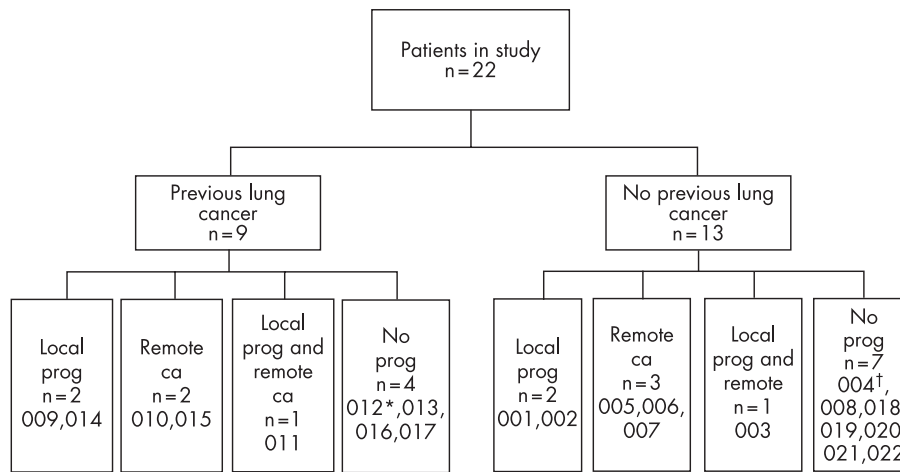 Patients in study
n=22
Previous lung
cancer
n=9
No previous lung
cancer
n=13
Local
prog
n=2
009,014
Remote
ca
n=2
010,015
Local
prog and
remote
ca
n=1
011
No
prog
n=4
012*,013,
016,017
Local
prog
n=2
001,002
Remote
ca
n=3
005,006,
007
Local
prog and
remote
n=1
003
No
prog
n=7
004†,
008,018
019,020
021,022